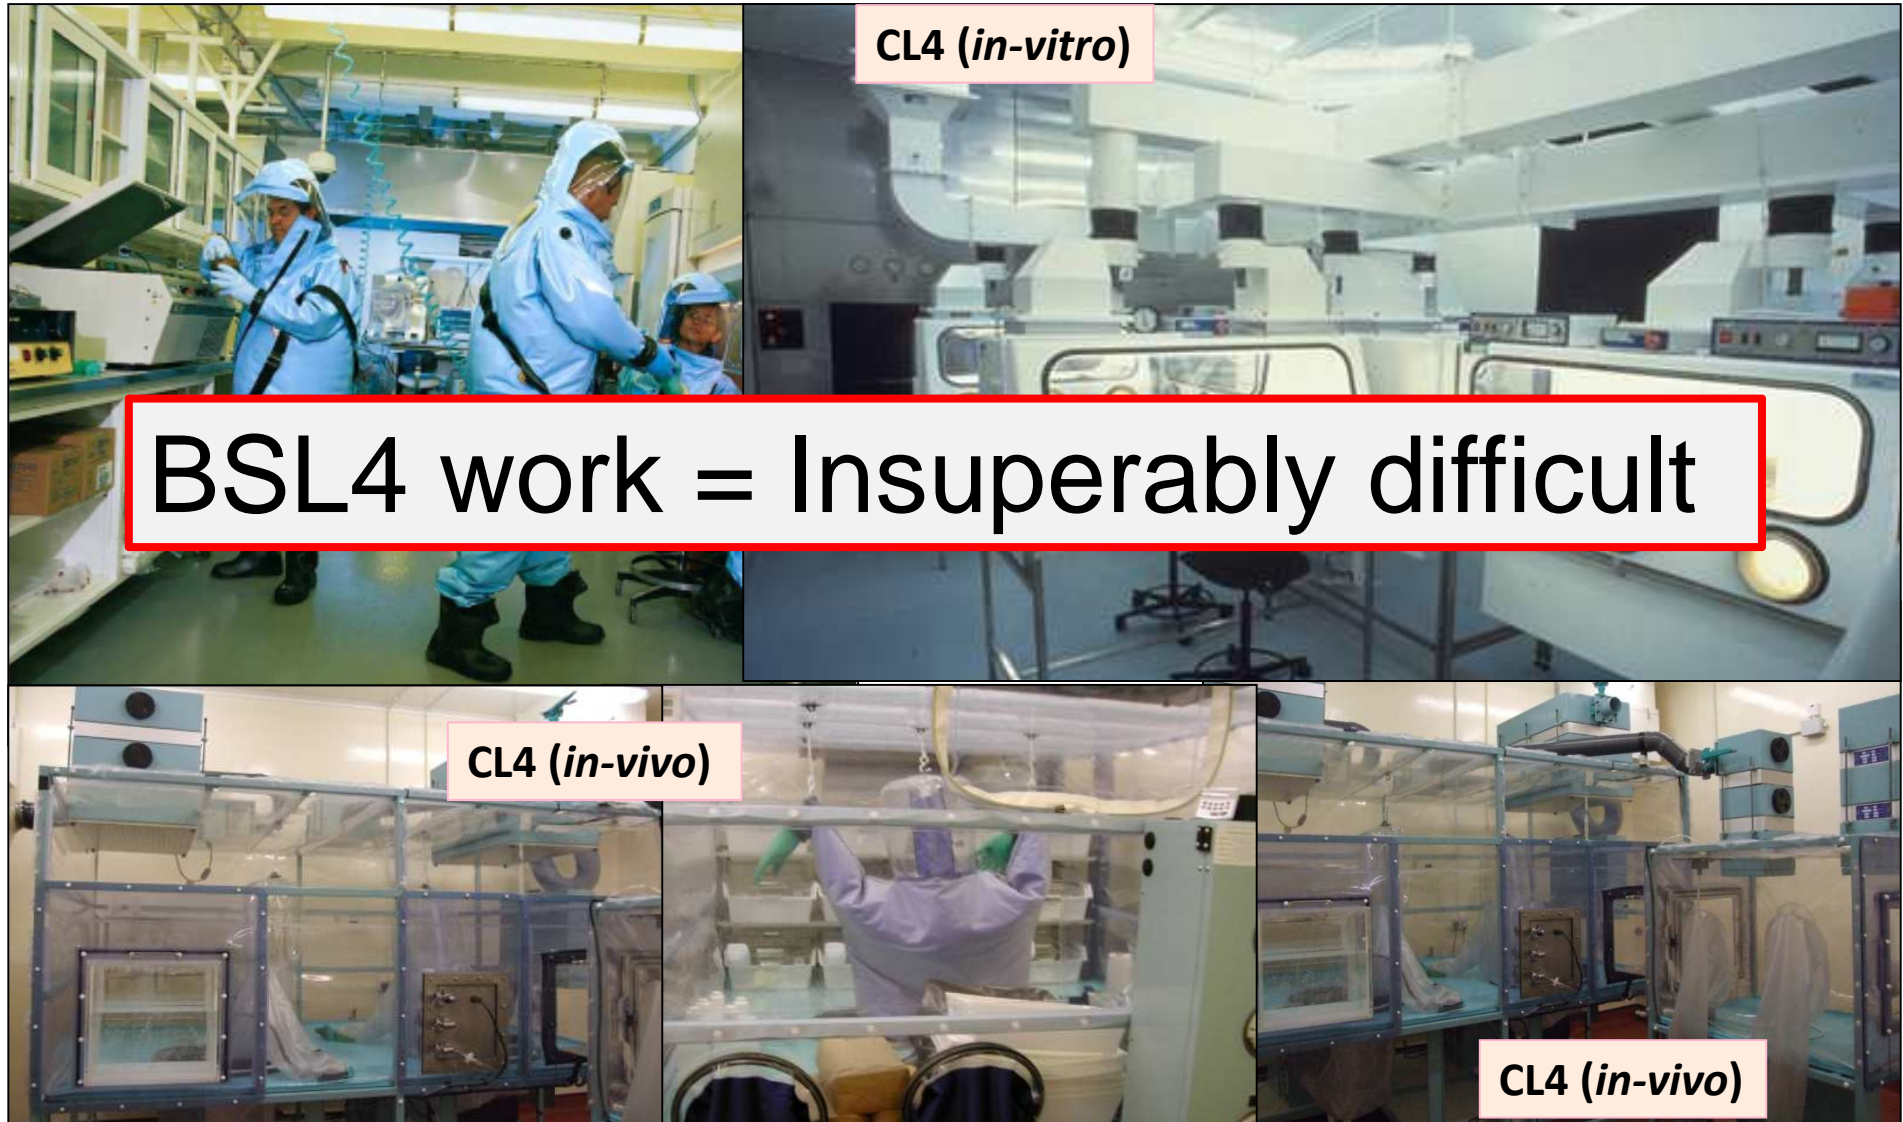 CL4 (in-vitro)
BSL4 work = Insuperably difficult
CL4 (in-vivo)
CL4 (in-vivo)